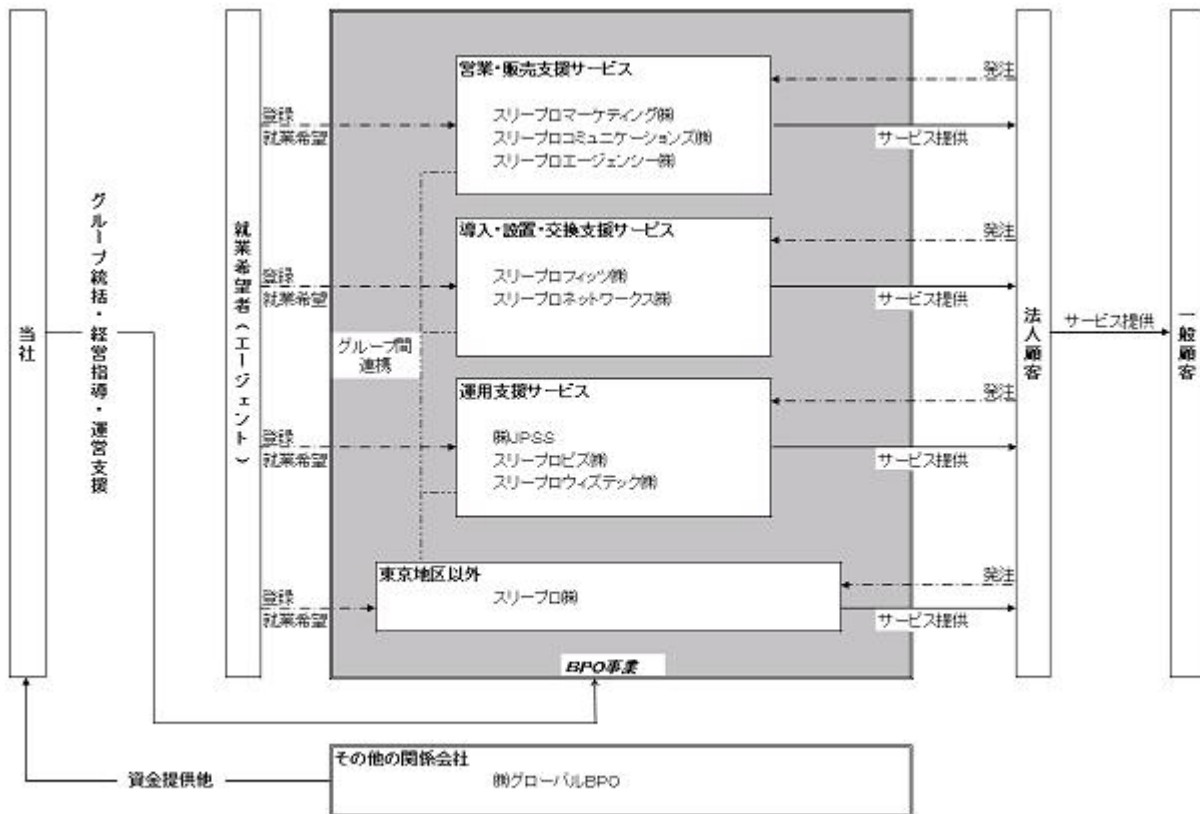 当社
グループ統括・経営指導・運営支援
就業希望者(エージェント)
営業・販売支援サービス
スリープロマーケティング㈱
スリープロコミュニケーションズ㈱
スリープロエージェンシー㈱
登録
就業希望
発注
サービス提供
導入・設置・交換支援サービス
スリープロフィッツ㈱
スリープロネットワークス㈱
登録
就業希望
発注
サービス提供
グループ間
連携
運用支援サービス
㈱JPSS
スリープロビズ㈱
スリープロウィズテック㈱
登録
就業希望
発注
サービス提供
東京地区以外
スリープロ㈱
登録
就業希望
発注
サービス提供
BPO事業
法人顧客
サービス提供
一般顧客
その他の関係会社
㈱グローバルBPO
資金提供他